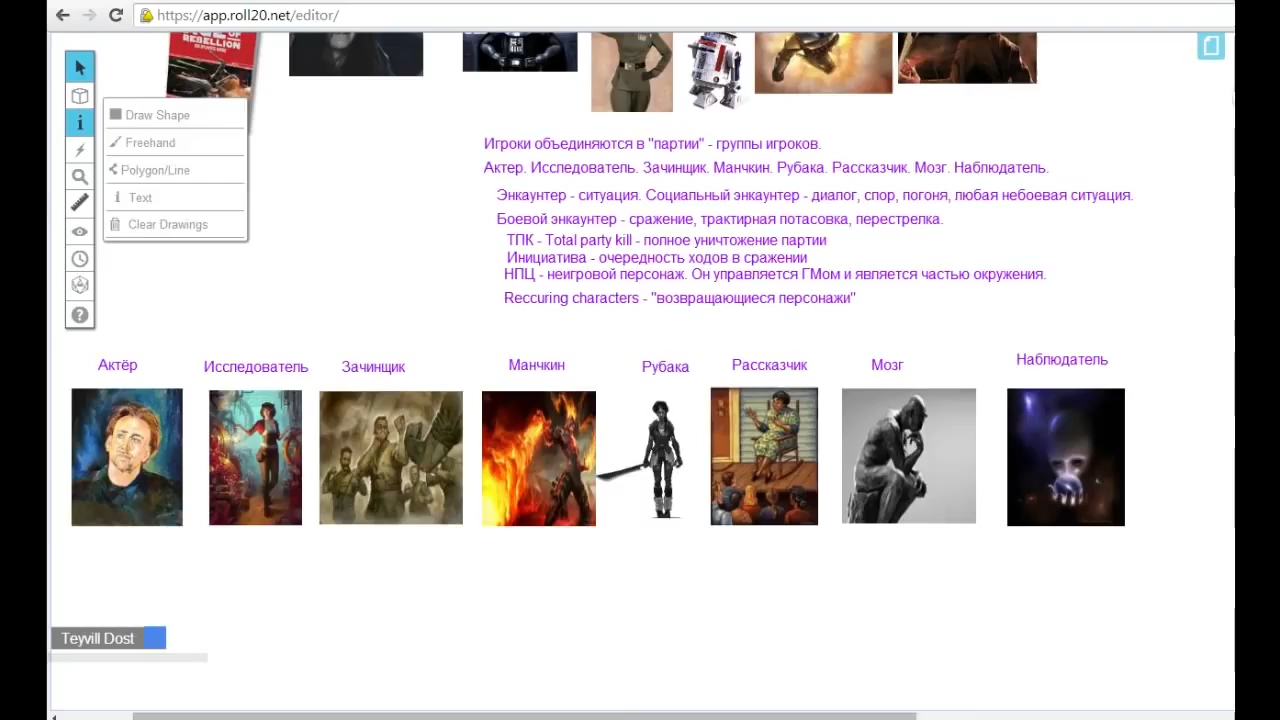 https://app.roll20.net/editor/
REBELLION
Draw Shape
Freehand
Polygon/Line
Text
Clear Drawings
Игроки объединяются в "партии" - группы игроков.
Актер. Исследователь. Зачинщик. Манчкин. Рубака. Рассказчик. Мозг. Наблюдатель.
Энкаунтер - ситуация. Социальный энкаунтер - диалог, спор, погоня, любая небоевая ситуация.
Боевой энкаунтер - сражение, трактирная потасовка, перестрелка.
ТПК - Total party kill - полное уничтожение партии
Инициатива - очередность ходов в сражении
НПЦ - неигровой персонаж. Он управляется ГМом и является частью окружения.
Reccuring characters - "возвращающиеся персонажи"
Актёр
Исследователь
Зачинщик
Манчкин
Рубака
Рассказчик
Мозг
Наблюдатель
Teyvill Dost